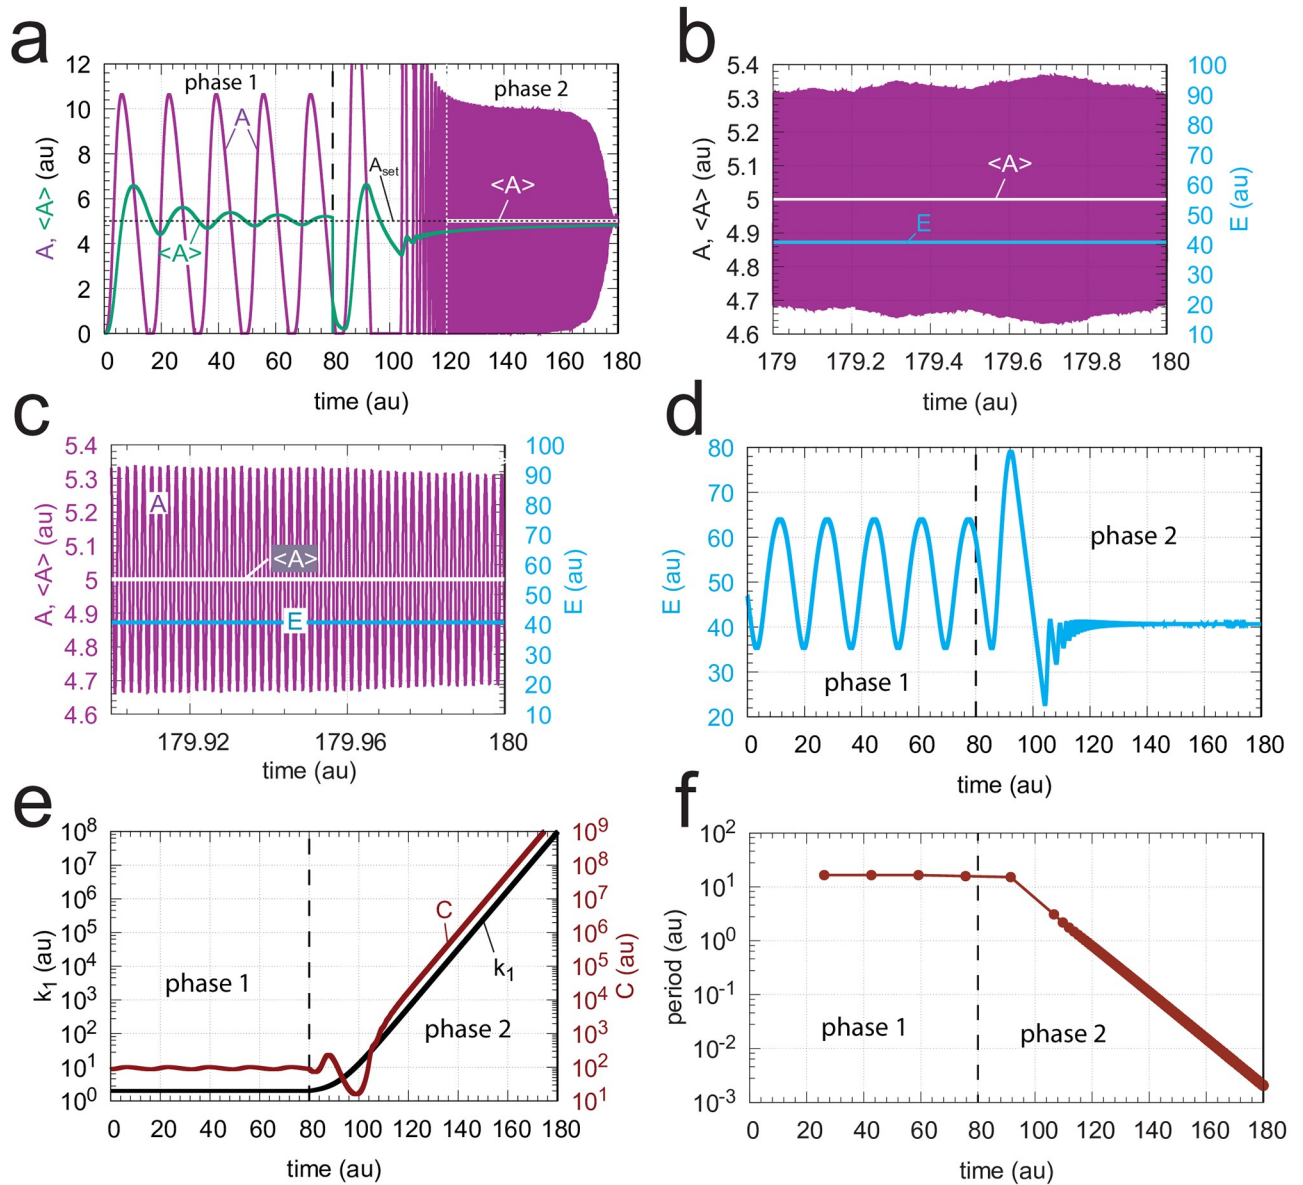 a
12
10
8
6
4
2
0
A, <A> (au)
phase 1
A
<A>
A_set
phase 2
<A>
0 20 40 60 80 100 120 140 160 180
time (au)
b
5.4
5.3
5.2
5.1
5
4.9
4.8
4.7
4.6
A, <A> (au)
<A>
E
100
90
80
70
60
50
40
30
20
10
E (au)
179 179.2 179.4 179.6 179.8 180
time (au)
c
5.4
5.3
5.2
5.1
5
4.9
4.8
4.7
4.6
A, <A> (au)
A
<A>
E
100
90
80
70
60
50
40
30
20
10
E (au)
179.92 179.96 180
time (au)
d
80
70
60
50
40
30
20
E (au)
phase 1
phase 2
0 20 40 60 80 100 120 140 160 180
time (au)
e
10^8
10^7
10^6
10^5
10^4
10^3
10^2
10^1
10^0
k_1 (au)
phase 1
C
k_1
phase 2
10^9
10^8
10^7
10^6
10^5
10^4
10^3
10^2
10^1
C (au)
0 20 40 60 80 100 120 140 160 180
time (au)
f
10^2
10^1
10^0
10^-1
10^-2
10^-3
period (au)
phase 1
phase 2
0 20 40 60 80 100 120 140 160 180
time (au)